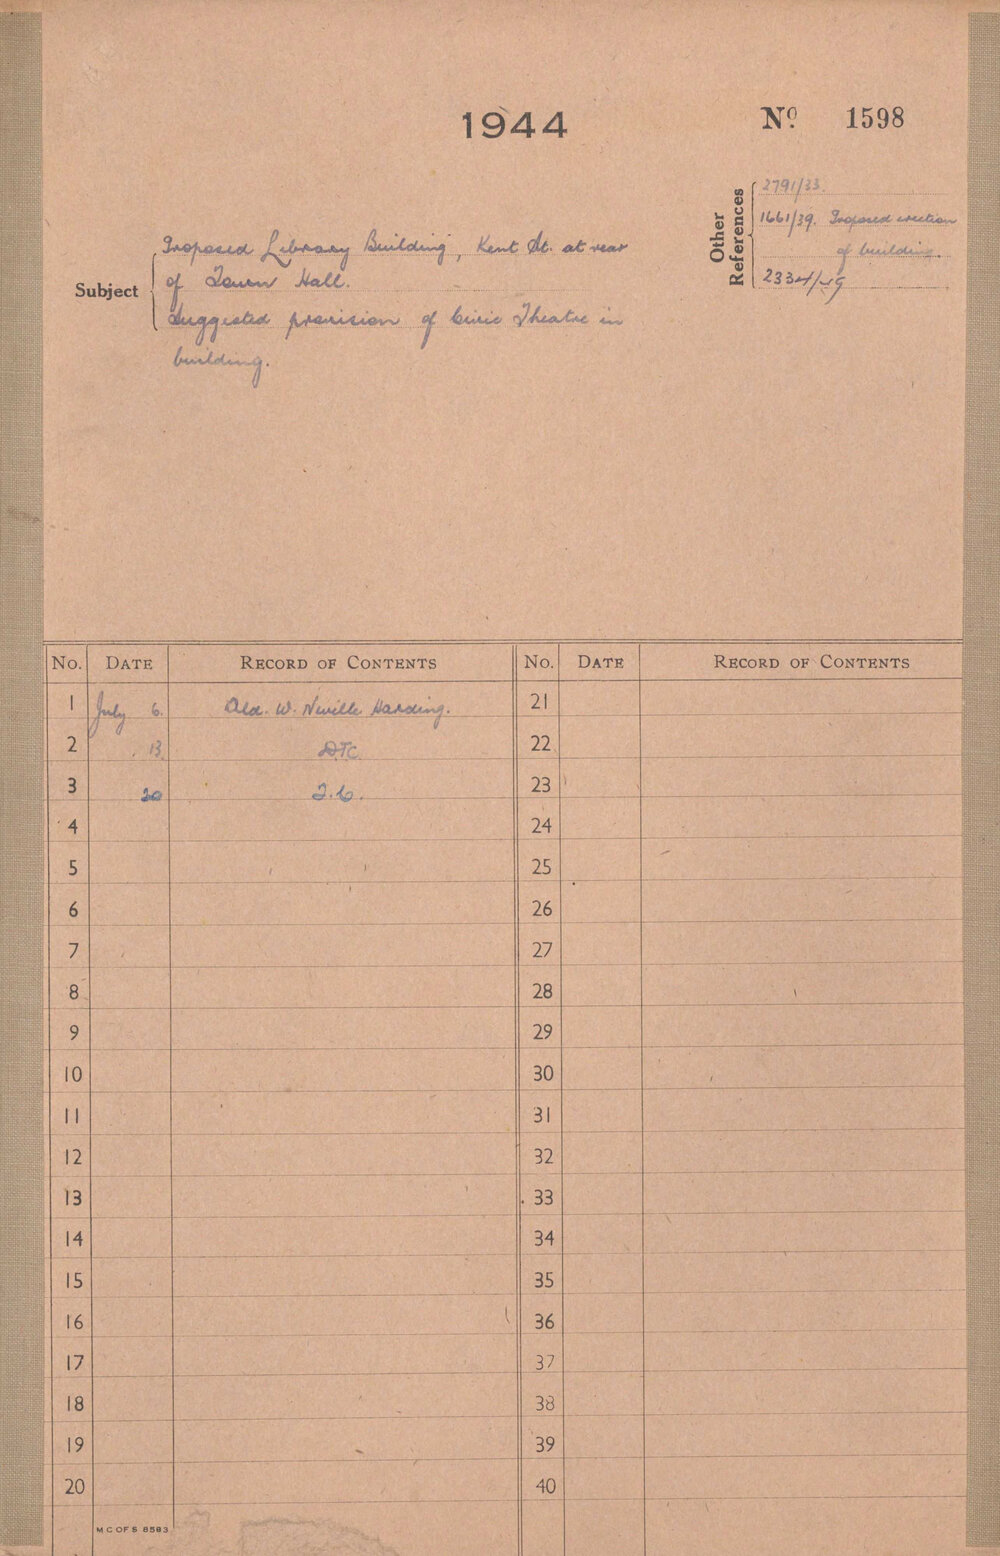 1944
Nº 1598
Other References
2791/33.
1661/39. Proposed erection
of building.
2334/49
Subject
Proposed Library Building, Kent St. at rear
of Town Hall.
Suggested provision of Civic Theatre in
building.
No. DATE RECORD OF CONTENTS No. DATE RECORD OF CONTENTS
1 July 6. Ald. W. Neville Harding. 21
2 13 DTC 22
3 20 23
4 24
5 25
6 26
7 27
8 28
9 29
10 30
11 31
12 32
13 33
14 34
15 35
16 36
17 37
18 38
19 39
20 40
M C OF S 8583